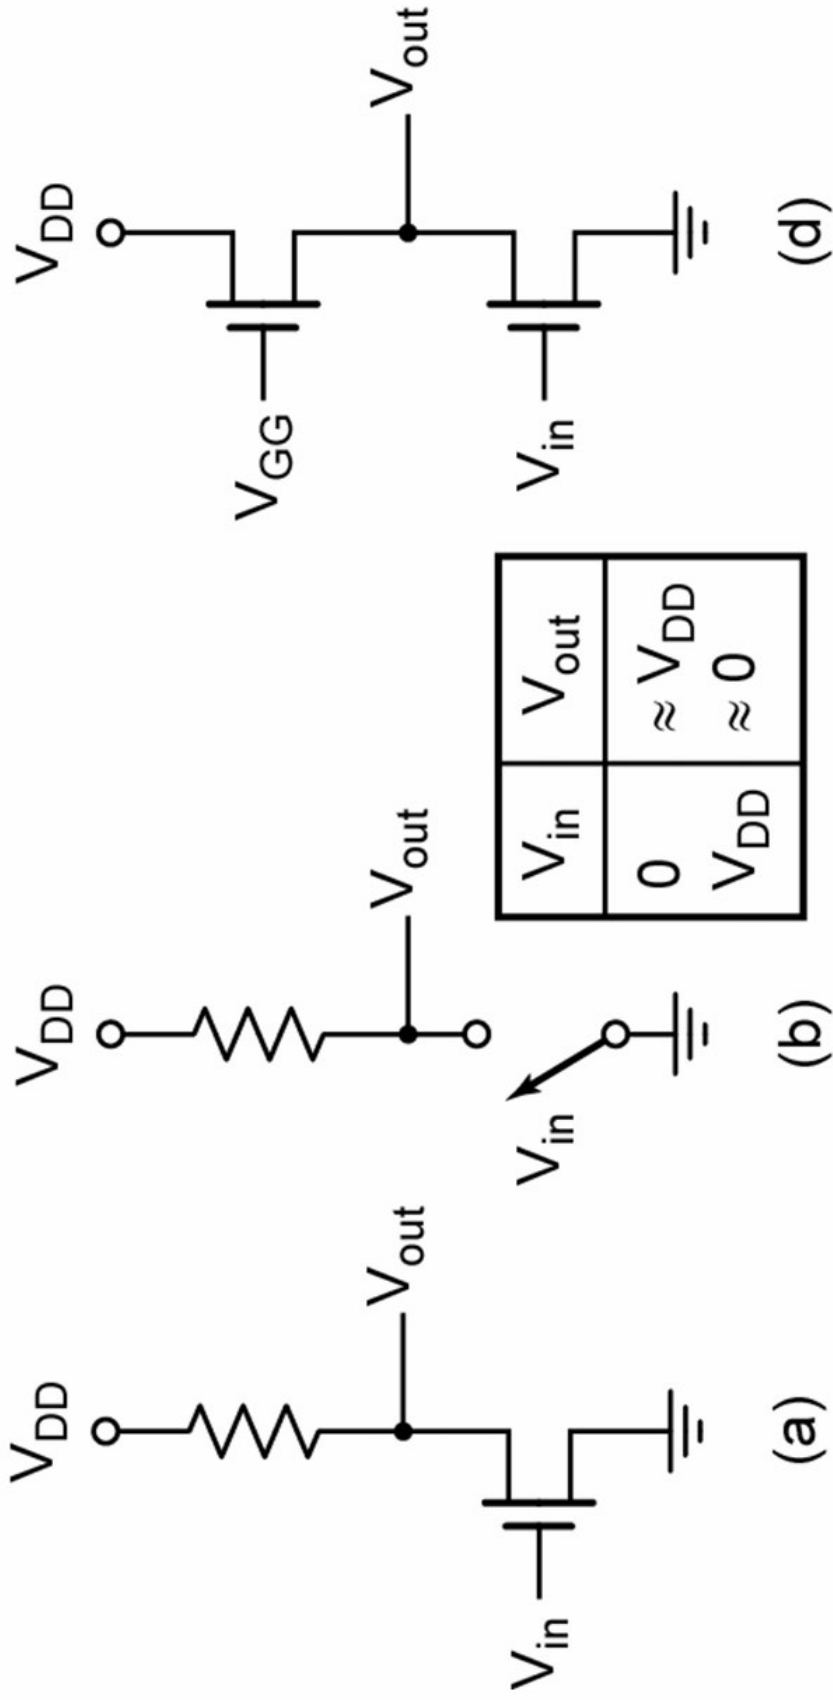 V_DD
V_out
V_in
(a)
V_DD
V_out
V_in
(b)
V_in V_out
0 ≈ V_DD
V_DD ≈ 0
V_DD
V_GG
V_out
V_in
(d)